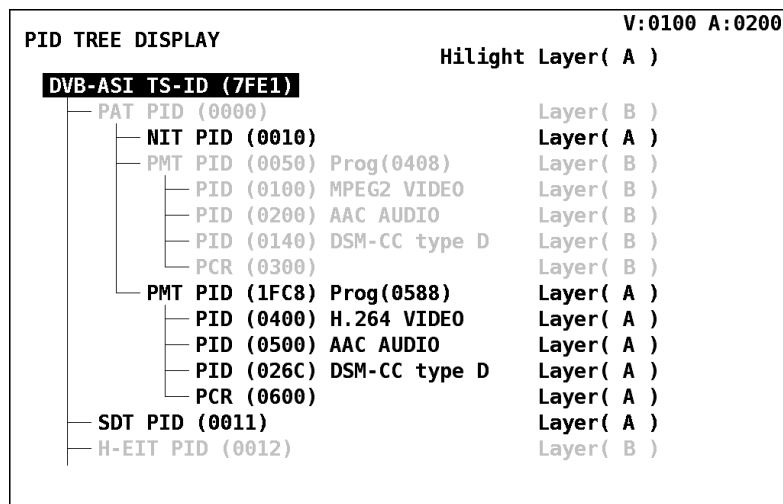 V:0100 A:0200
PID TREE DISPLAY
Hilight Layer( A )
DVB-ASI TS-ID (7FE1)
PAT PID (0000) Layer( B )
NIT PID (0010) Layer( A )
PMT PID (0050) Prog(0408) Layer( B )
PID (0100) MPEG2 VIDEO Layer( B )
PID (0200) AAC AUDIO Layer( B )
PID (0140) DSM-CC type D Layer( B )
PCR (0300) Layer( B )
PMT PID (1FC8) Prog(0588) Layer( A )
PID (0400) H.264 VIDEO Layer( A )
PID (0500) AAC AUDIO Layer( A )
PID (026C) DSM-CC type D Layer( A )
PCR (0600) Layer( A )
SDT PID (0011) Layer( A )
H-EIT PID (0012) Layer( B )